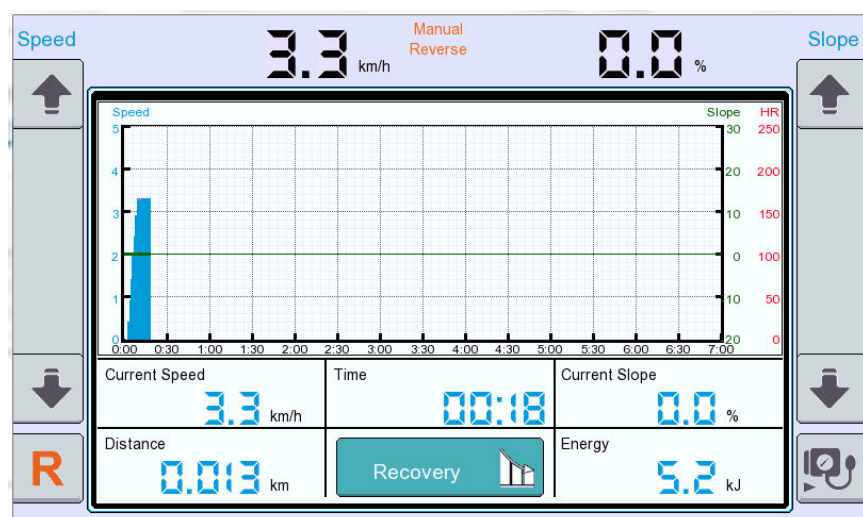 Speed 3.3 km/h Manual 0.0 % Slope
Reverse
Speed Slope HR
5 30 250
4 20 200
3 10 150
2 0 100
1 10 50
0 20 0
0:00 0:30 1:00 1:30 2:00 2:30 3:00 3:30 4:00 4:30 5:00 5:30 6:00 6:30 7:00
Current Speed Time Current Slope
3.3 km/h 00:18 0.0 %
Distance Energy
R 0.013 km Recovery 5.2 kJ